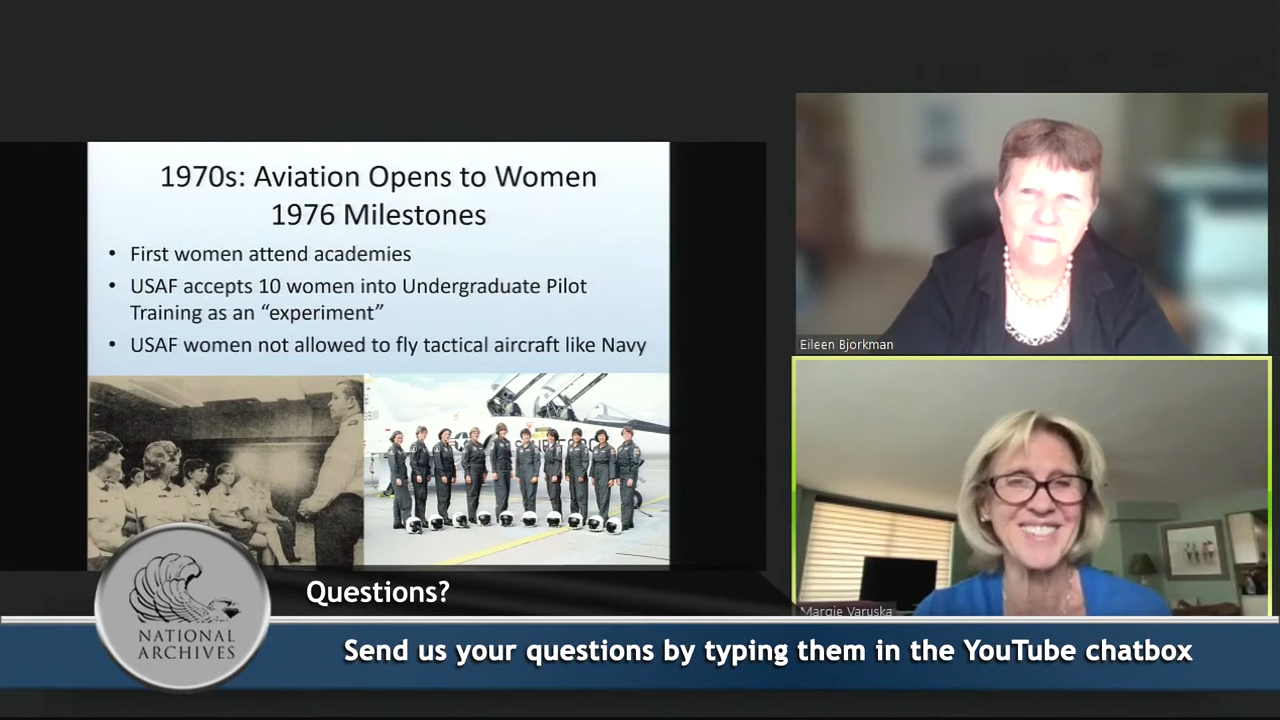 1970s: Aviation Opens to Women
1976 Milestones
• First women attend academies
• USAF accepts 10 women into Undergraduate Pilot
Training as an “experiment”
• USAF women not allowed to fly tactical aircraft like Navy
Eileen Bjorkman
Margie Varuska
Questions?
NATIONAL
ARCHIVES
Send us your questions by typing them in the YouTube chatbox